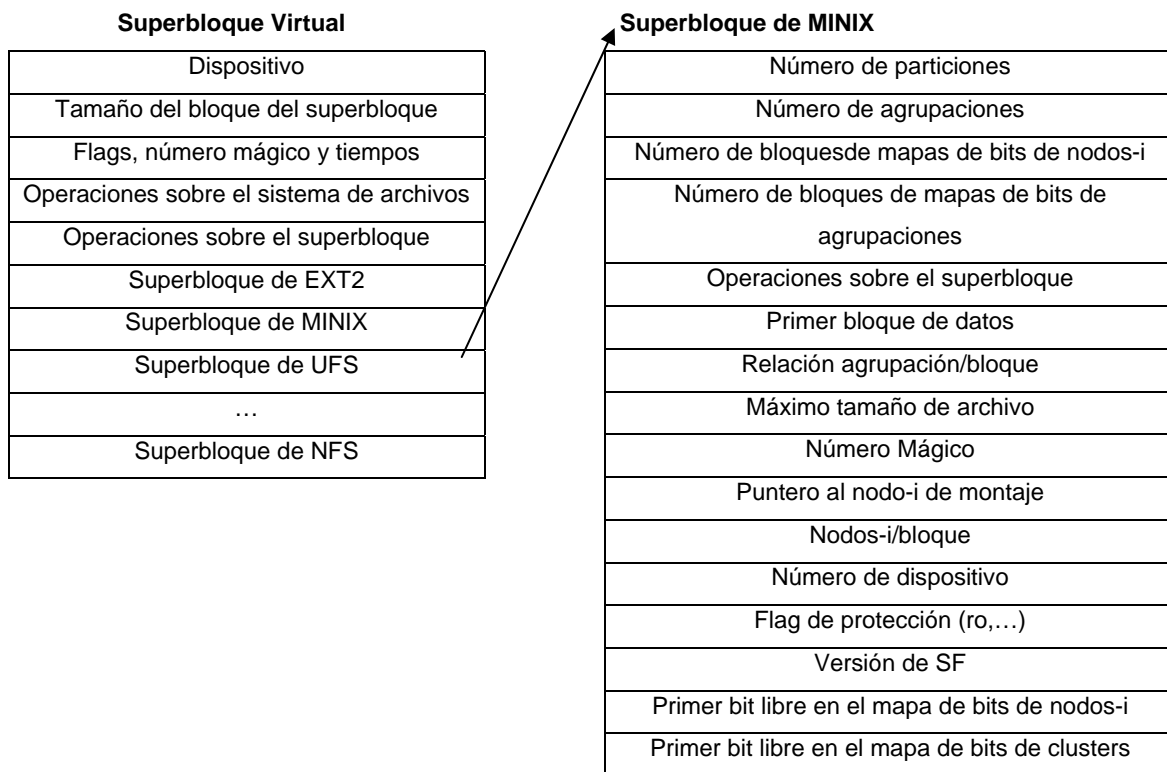 Superbloque Virtual
Dispositivo
Tamaño del bloque del superbloque
Flags, número mágico y tiempos
Operaciones sobre el sistema de archivos
Operaciones sobre el superbloque
Superbloque de EXT2
Superbloque de MINIX
Superbloque de UFS
…
Superbloque de NFS
Superbloque de MINIX
Número de particiones
Número de agrupaciones
Número de bloquesde mapas de bits de nodos-i
Número de bloques de mapas de bits de
agrupaciones
Operaciones sobre el superbloque
Primer bloque de datos
Relación agrupación/bloque
Máximo tamaño de archivo
Número Mágico
Puntero al nodo-i de montaje
Nodos-i/bloque
Número de dispositivo
Flag de protección (ro,…)
Versión de SF
Primer bit libre en el mapa de bits de nodos-i
Primer bit libre en el mapa de bits de clusters